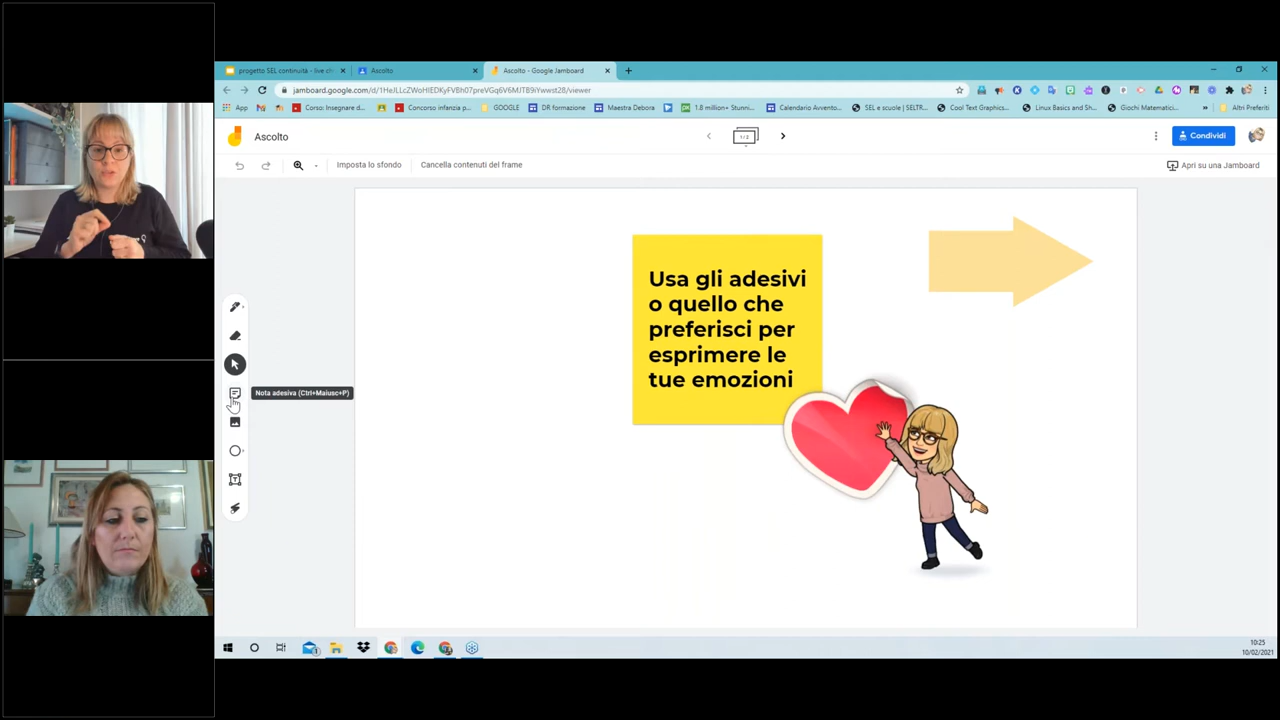 progetto SEL continuità - live ch
Ascolto
Ascolto - Google Jamboard
jamboard.google.com/d/1HeJLLcZWoHIEDKyFVBh07preVGq6V6MJTB9iYwwst28/viewer
App
Corso: Insegnare d...
Concorso infanzia p...
GOOGLE
DR formazione
Maestra Debora
1.8 million+ Stunni...
Calendario Avvento...
SEL e scuole | SELTR...
Cool Text Graphics...
Linux Basics and Sh...
Giochi Matematici...
»
Altri Preferiti
Ascolto
1/2
Condividi
Imposta lo sfondo
Cancella contenuti del frame
Apri su una Jamboard
Usa gli adesivi
o quello che
preferisci per
esprimere le
tue emozioni
Nota adesiva (Ctrl+Maiusc+P)
10:25
10/02/2021